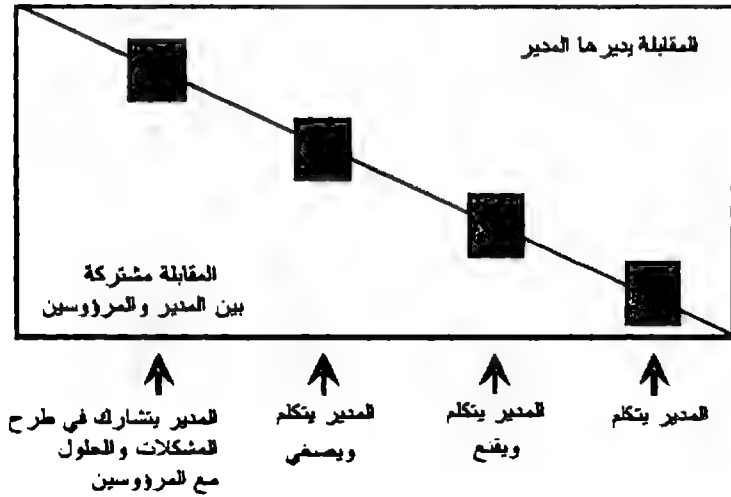 المقابلة يديرها المدير
المقابلة مشتركة
بين المدير والمرؤوسين
المدير يتكلم
المدير يتكلم
ويقنع
المدير يتكلم
ويصغي
المدير يتشارك في طرح
المشكلات والحلول
مع المرؤوسين